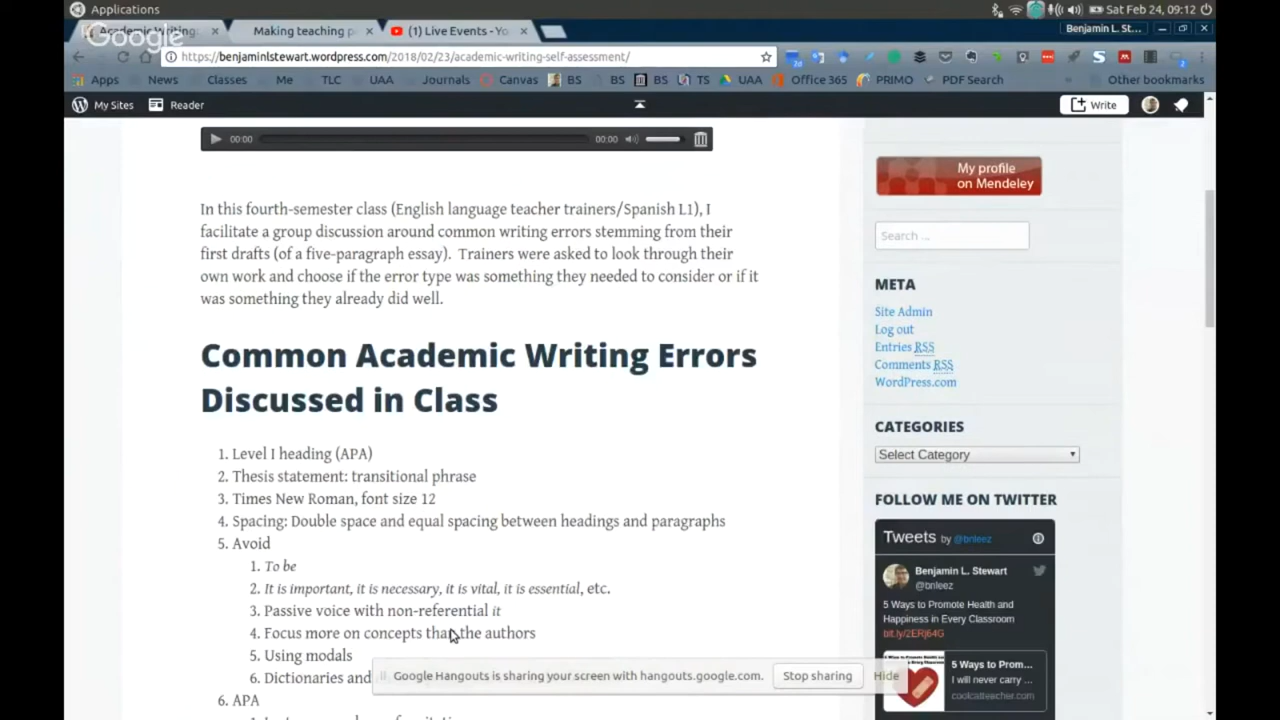 Applications
Sat Feb 24, 09:12
Google
Academic Writing
Making teaching p
(1) Live Events - Yo
Benjamin L. St...
https://benjaminlstewart.wordpress.com/2018/02/23/academic-writing-self-assessment/
Apps News Classes Me TLC UAA Journals Canvas BS BS BS TS UAA Office 365 PRIMO PDF Search Other bookmarks
My Sites Reader Write
00:00 00:00
My profile
on Mendeley
In this fourth-semester class (English language teacher trainers/Spanish L1), I
facilitate a group discussion around common writing errors stemming from their
first drafts (of a five-paragraph essay). Trainers were asked to look through their
own work and choose if the error type was something they needed to consider or if it
was something they already did well.
Search ...
META
Site Admin
Log out
Entries RSS
Comments RSS
WordPress.com
Common Academic Writing Errors
Discussed in Class
CATEGORIES
Select Category
1. Level I heading (APA)
2. Thesis statement: transitional phrase
3. Times New Roman, font size 12
4. Spacing: Double space and equal spacing between headings and paragraphs
5. Avoid
1. To be
2. It is important, it is necessary, it is vital, it is essential, etc.
3. Passive voice with non-referential it
4. Focus more on concepts than the authors
5. Using modals
6. Dictionaries and
6. APA
FOLLOW ME ON TWITTER
Tweets by @bnleez
Benjamin L. Stewart
@bnleez
5 Ways to Promote Health and
Happiness in Every Classroom
bit.ly/2ERj64G
5 Ways to Prom...
I will never carry ...
coolcatteacher.com
Google Hangouts is sharing your screen with hangouts.google.com. Stop sharing Hide